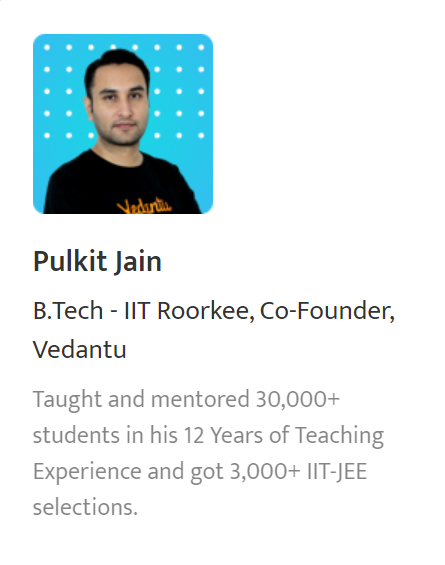 Vedantu
Pulkit Jain
B.Tech - IIT Roorkee, Co-Founder,
Vedantu
Taught and mentored 30,000+
students in his 12 Years of Teaching
Experience and got 3,000+ IIT-JEE
selections.